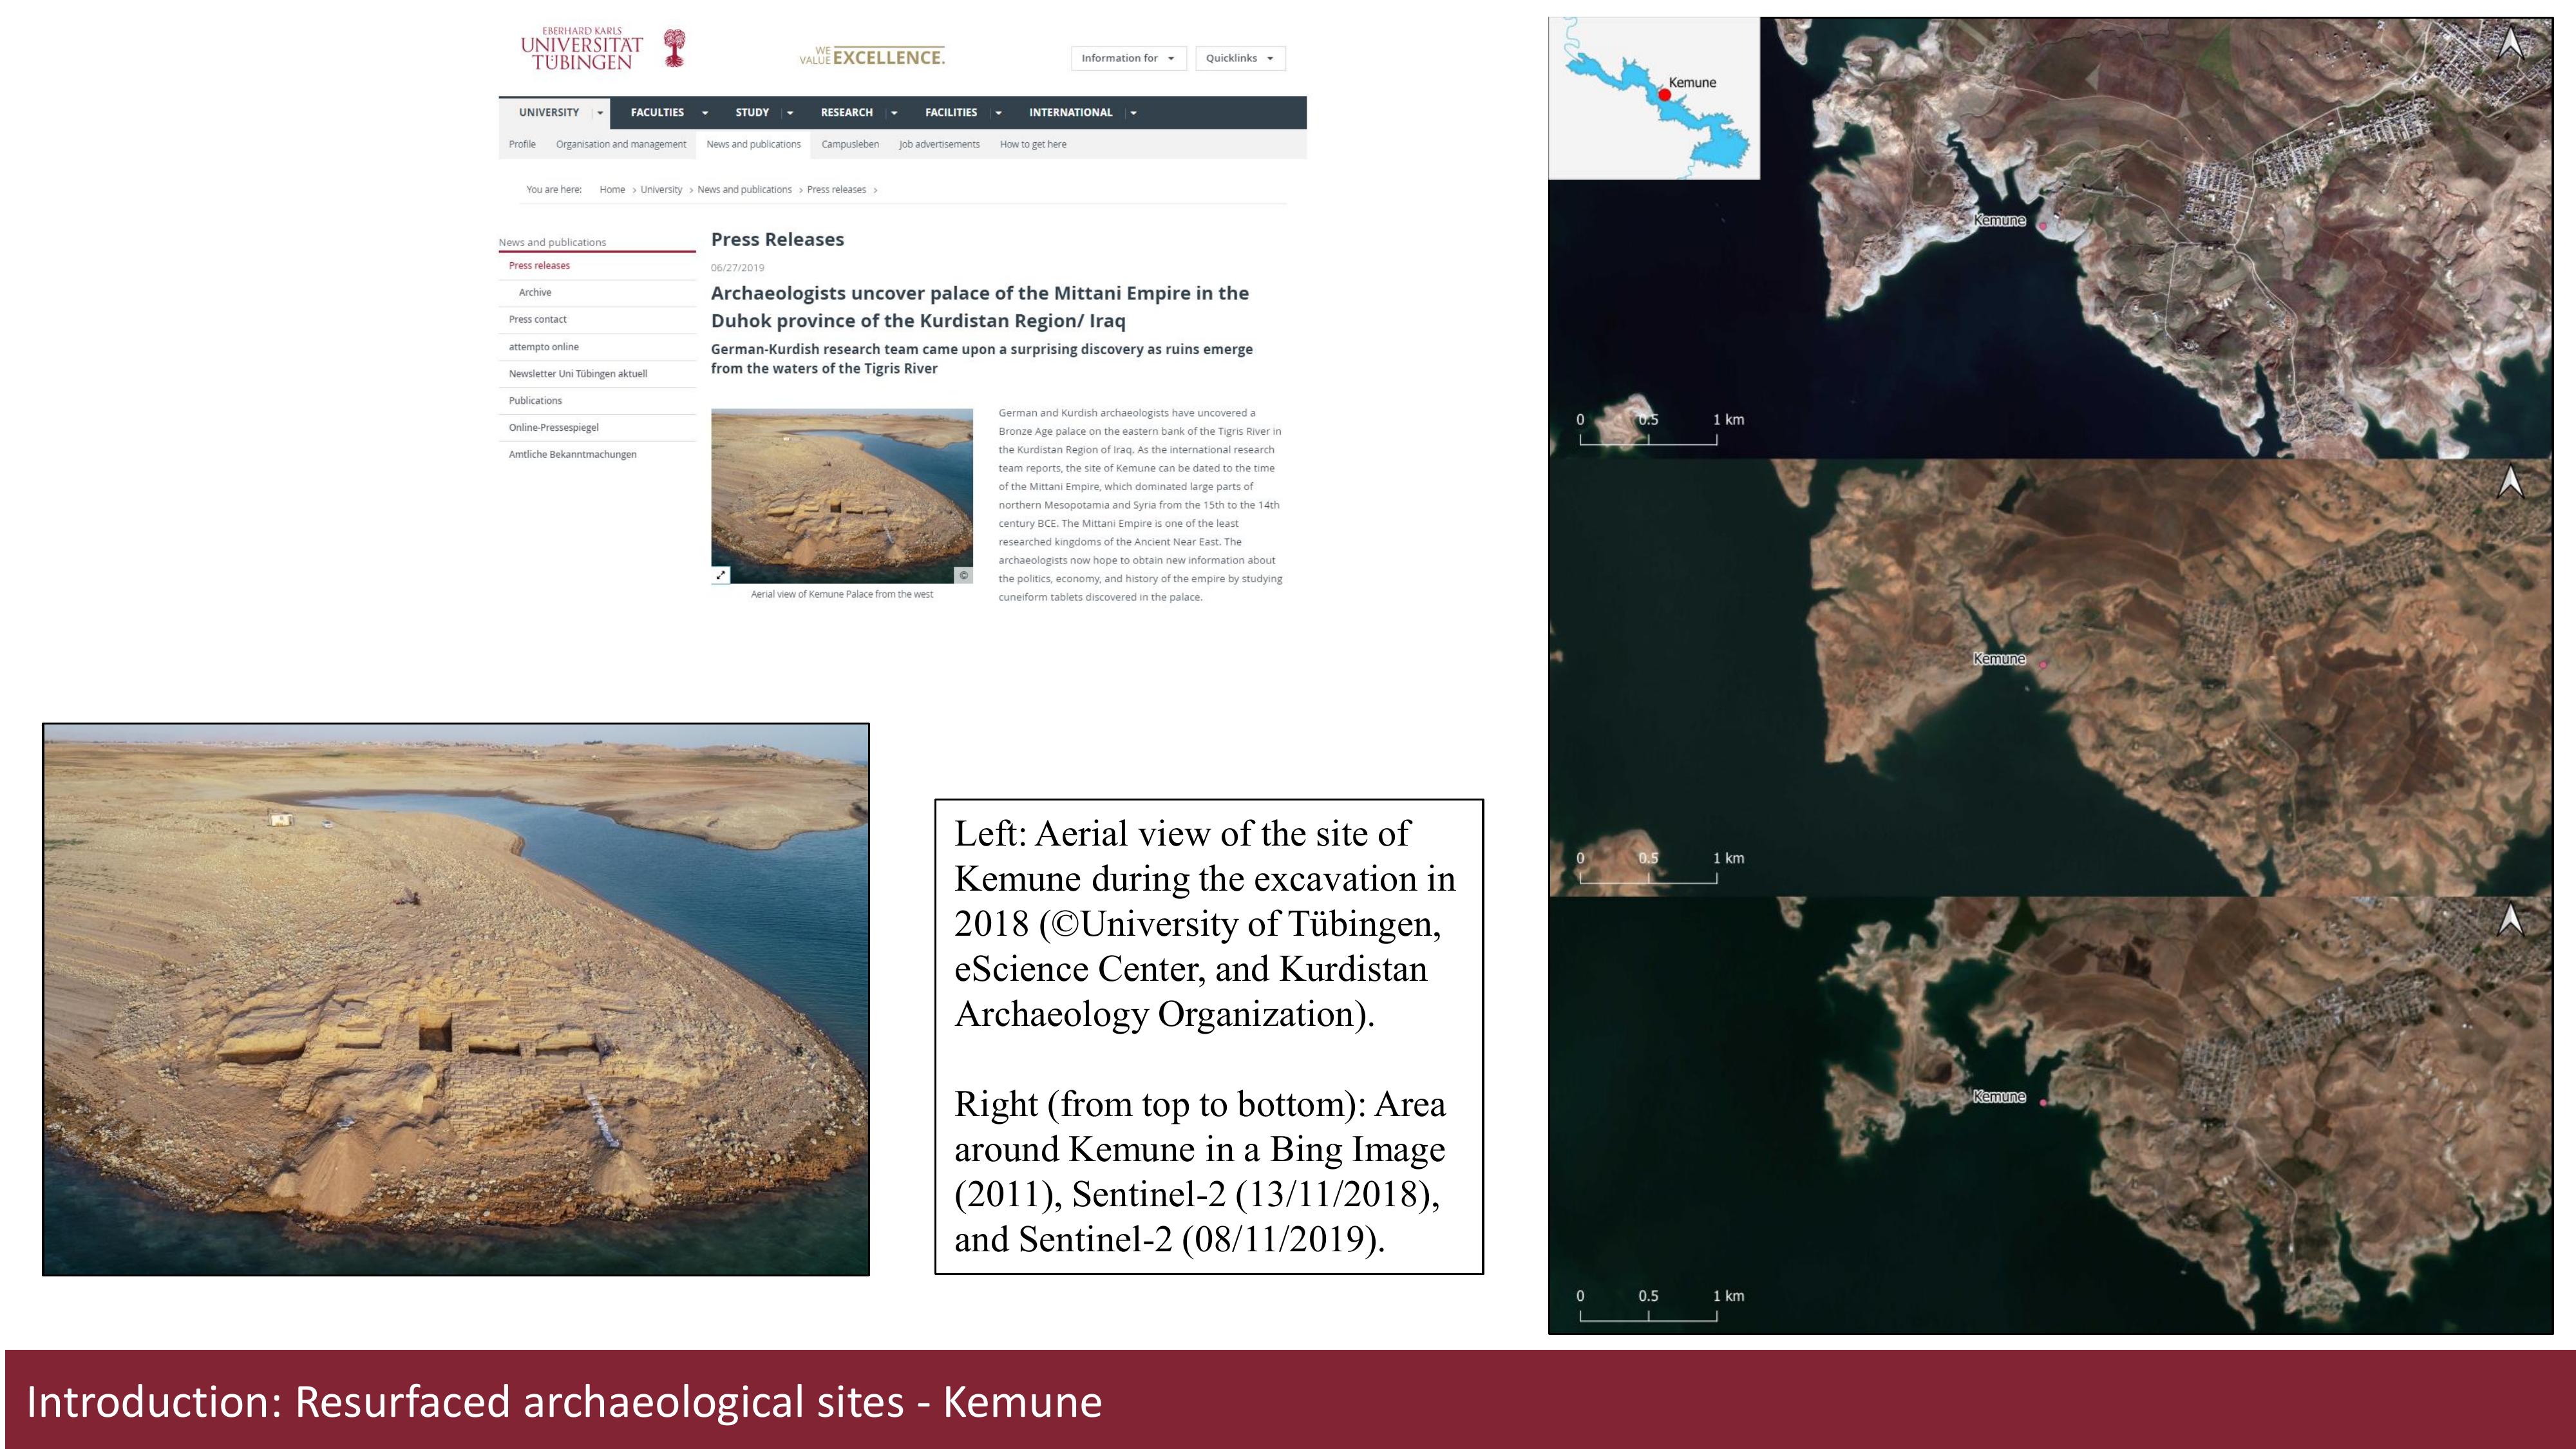 EBERHARD KARLS
UNIVERSITÄT
TÜBINGEN
WE
VALUE EXCELLENCE.
Information for
Quicklinks
UNIVERSITY
FACULTIES
STUDY
RESEARCH
FACILITIES
INTERNATIONAL
Profile
Organisation and management
News and publications
Campusleben
Job advertisements
How to get here
You are here: Home > University > News and publications > Press releases >
News and publications
Press releases
Archive
Press contact
attempto online
Newsletter Uni Tübingen aktuell
Publications
Online-Pressespiegel
Amtliche Bekanntmachungen
Press Releases
06/27/2019
Archaeologists uncover palace of the Mittani Empire in the
Duhok province of the Kurdistan Region/ Iraq
German-Kurdish research team came upon a surprising discovery as ruins emerge
from the waters of the Tigris River
©
Aerial view of Kemune Palace from the west
German and Kurdish archaeologists have uncovered a
Bronze Age palace on the eastern bank of the Tigris River in
the Kurdistan Region of Iraq. As the international research
team reports, the site of Kemune can be dated to the time
of the Mittani Empire, which dominated large parts of
northern Mesopotamia and Syria from the 15th to the 14th
century BCE. The Mittani Empire is one of the least
researched kingdoms of the Ancient Near East. The
archaeologists now hope to obtain new information about
the politics, economy, and history of the empire by studying
cuneiform tablets discovered in the palace.
Left: Aerial view of the site of
Kemune during the excavation in
2018 (©University of Tübingen,
eScience Center, and Kurdistan
Archaeology Organization).
Right (from top to bottom): Area
around Kemune in a Bing Image
(2011), Sentinel-2 (13/11/2018),
and Sentinel-2 (08/11/2019).
Kemune
Kemune
0 0.5 1 km
Kemune
0 0.5 1 km
Kemune
0 0.5 1 km
Introduction: Resurfaced archaeological sites - Kemune